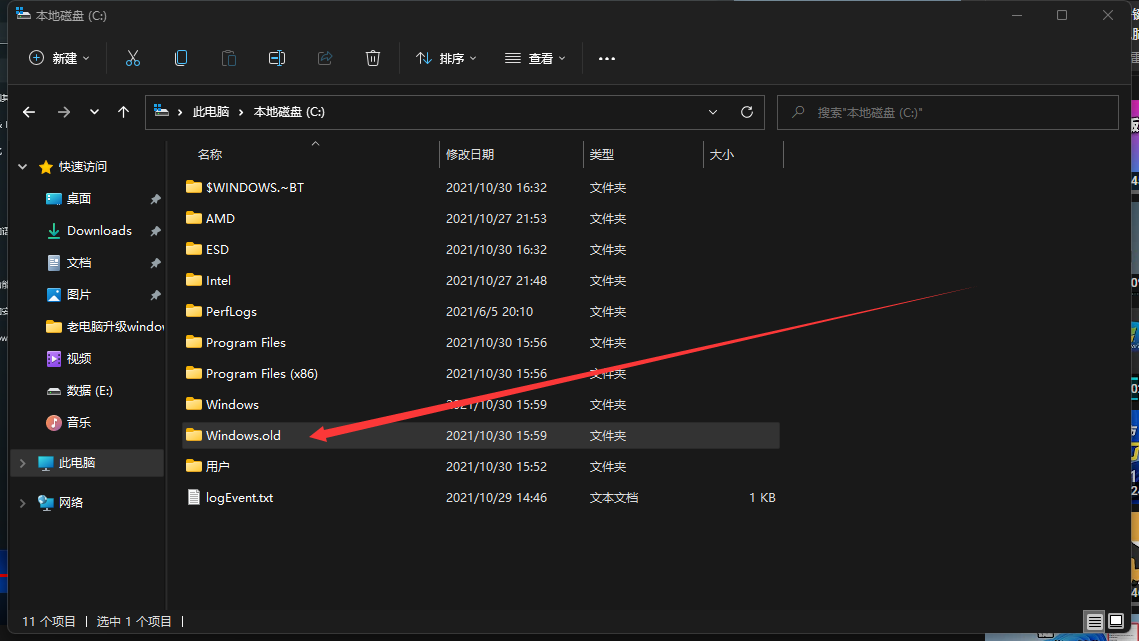 本地磁盘 (C:)
新建
排序
查看
此电脑 本地磁盘 (C:)
搜索"本地磁盘 (C:)"
名称 修改日期 类型 大小
快速访问
桌面
Downloads
文档
图片
老电脑升级window
视频
数据 (E:)
音乐
此电脑
网络
$WINDOWS.~BT 2021/10/30 16:32 文件夹
AMD 2021/10/27 21:53 文件夹
ESD 2021/10/30 16:32 文件夹
Intel 2021/10/27 21:48 文件夹
PerfLogs 2021/6/5 20:10 文件夹
Program Files 2021/10/30 15:56 文件夹
Program Files (x86) 2021/10/30 15:56 文件夹
Windows 2021/10/30 15:59 文件夹
Windows.old 2021/10/30 15:59 文件夹
用户 2021/10/30 15:52 文件夹
logEvent.txt 2021/10/29 14:46 文本文档 1 KB
11 个项目 选中 1 个项目